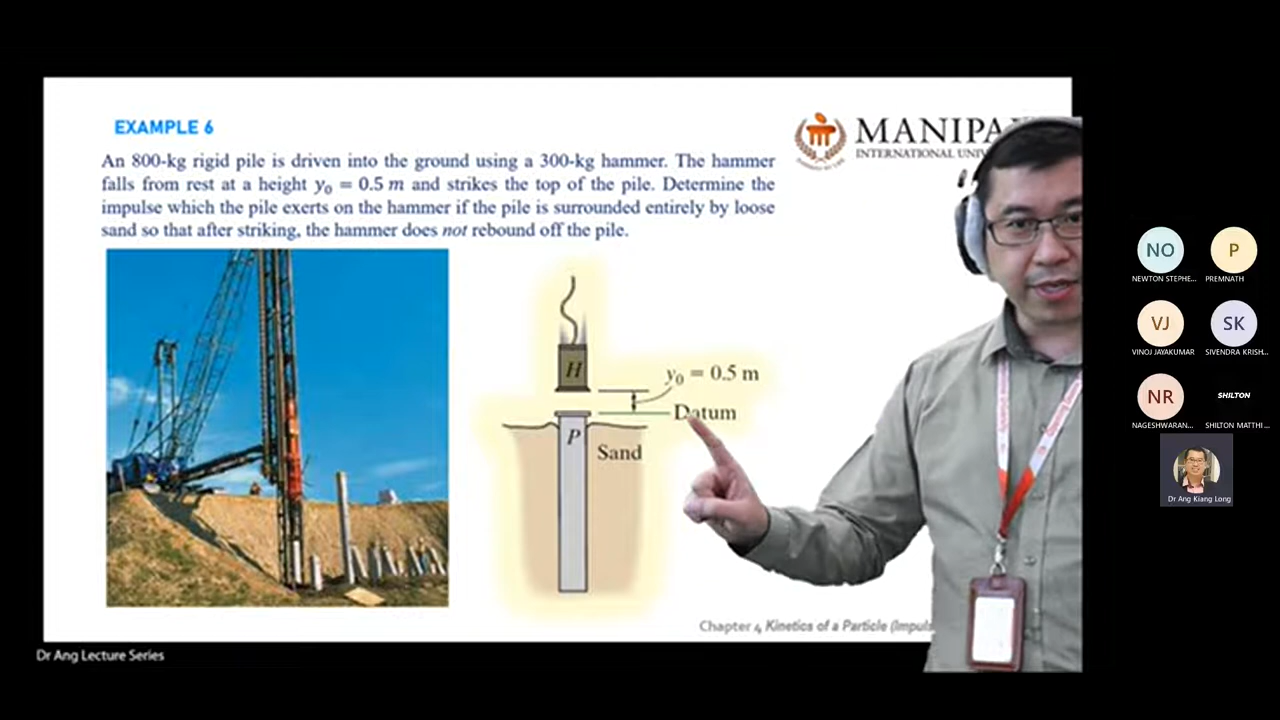 EXAMPLE 6
An 800-kg rigid pile is driven into the ground using a 300-kg hammer. The hammer
falls from rest at a height y₀ = 0.5 m and strikes the top of the pile. Determine the
impulse which the pile exerts on the hammer if the pile is surrounded entirely by loose
sand so that after striking, the hammer does not rebound off the pile.
MANIPA
INTERNATIONAL UNIV
H
y₀ = 0.5 m
Datum
P
Sand
Chapter 4 Kinetics of a Particle (Impuls
Dr Ang Lecture Series
NO
P
NEWTON STEPHE...
PREMNATH
VJ
SK
VINOJ JAYAKUMAR
SIVENDRA KRISH...
NR
SHILTON
NAGESHWARAN...
SHILTON MATTHI...
Dr Ang Kiang Long